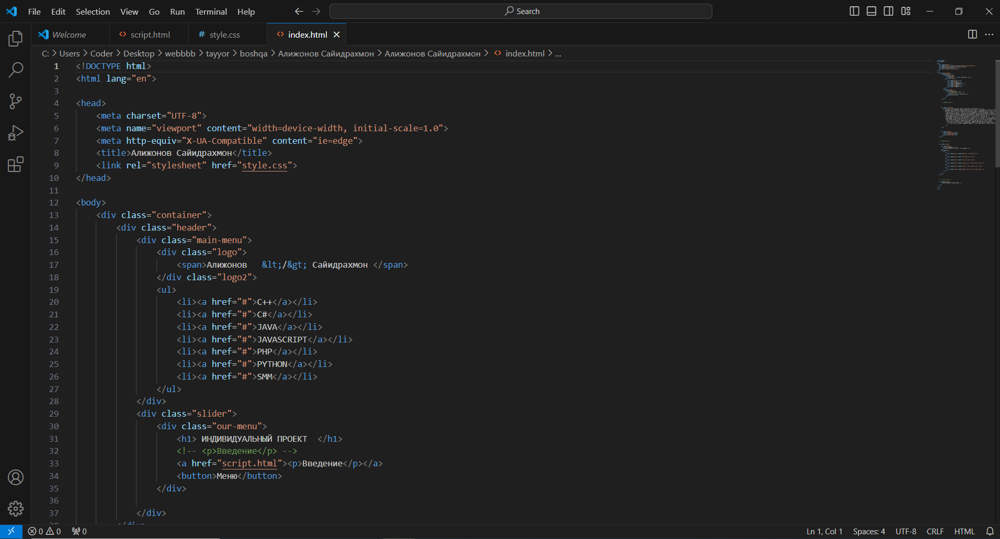 File Edit Selection View Go Run Terminal Help Search
Welcome script.html # style.css index.html
C: > Users > Coder > Desktop > webbbb > tayyor > boshqa > Алижонов Сайидрахмон > Алижонов Сайидрахмон > index.html > ...
1 <!DOCTYPE html>
2 <html lang="en">
3
4 <head>
5 <meta charset="UTF-8">
6 <meta name="viewport" content="width=device-width, initial-scale=1.0">
7 <meta http-equiv="X-UA-Compatible" content="ie=edge">
8 <title>Алижонов Сайидрахмон</title>
9 <link rel="stylesheet" href="style.css">
10 </head>
11
12 <body>
13 <div class="container">
14 <div class="header">
15 <div class="main-menu">
16 <div class="logo">
17 <span>Алижонов &lt;/&gt; Сайидрахмон </span>
18 </div class="logo2">
19 <ul>
20 <li><a href="#">C++</a></li>
21 <li><a href="#">C#</a></li>
22 <li><a href="#">JAVA</a></li>
23 <li><a href="#">JAVASCRIPT</a></li>
24 <li><a href="#">PHP</a></li>
25 <li><a href="#">PYTHON</a></li>
26 <li><a href="#">SMM</a></li>
27 </ul>
28 </div>
29 <div class="slider">
30 <div class="our-menu">
31 <h1> ИНДИВИДУАЛЬНЫЙ ПРОЕКТ </h1>
32 <!-- <p>Введение</p> -->
33 <a href="script.html"><p>Введение</p></a>
34 <button>Меню</button>
35 </div>
36
37 </div>
38 </div>
0 0 0 Ln 1, Col 1 Spaces: 4 UTF-8 CRLF HTML